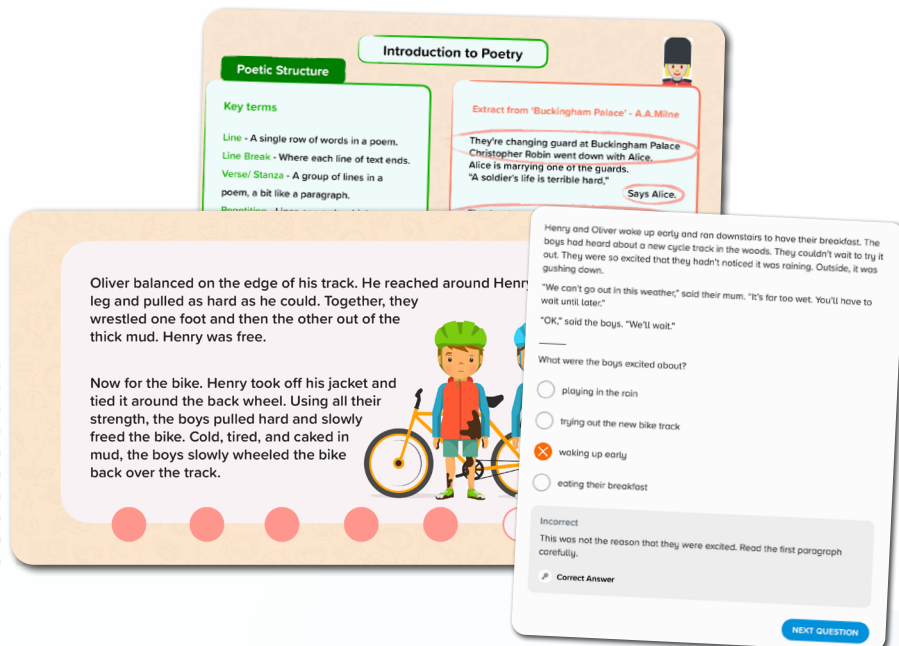 Introduction to Poetry
Poetic Structure
Key terms
Line - A single row of words in a poem.
Line Break - Where each line of text ends.
Verse/ Stanza - A group of lines in a
poem, a bit like a paragraph.
Extract from 'Buckingham Palace' - A.A.Milne
They're changing guard at Buckingham Palace
Christopher Robin went down with Alice.
Alice is marrying one of the guards.
"A soldier's life is terrible hard,"
Says Alice.
Oliver balanced on the edge of his track. He reached around Henry
leg and pulled as hard as he could. Together, they
wrestled one foot and then the other out of the
thick mud. Henry was free.
Now for the bike. Henry took off his jacket and
tied it around the back wheel. Using all their
strength, the boys pulled hard and slowly
freed the bike. Cold, tired, and caked in
mud, the boys slowly wheeled the bike
back over the track.
Henry and Oliver woke up early and ran downstairs to have their breakfast. The
boys had heard about a new cycle track in the woods. They couldn't wait to try it
out. They were so excited that they hadn't noticed it was raining. Outside, it was
gushing down.
"We can't go out in this weather," said their mum. "It's far too wet. You'll have to
wait until later."
"OK," said the boys. "We'll wait."
What were the boys excited about?
playing in the rain
trying out the new bike track
waking up early
eating their breakfast
Incorrect
This was not the reason that they were excited. Read the first paragraph
carefully.
Correct Answer
NEXT QUESTION